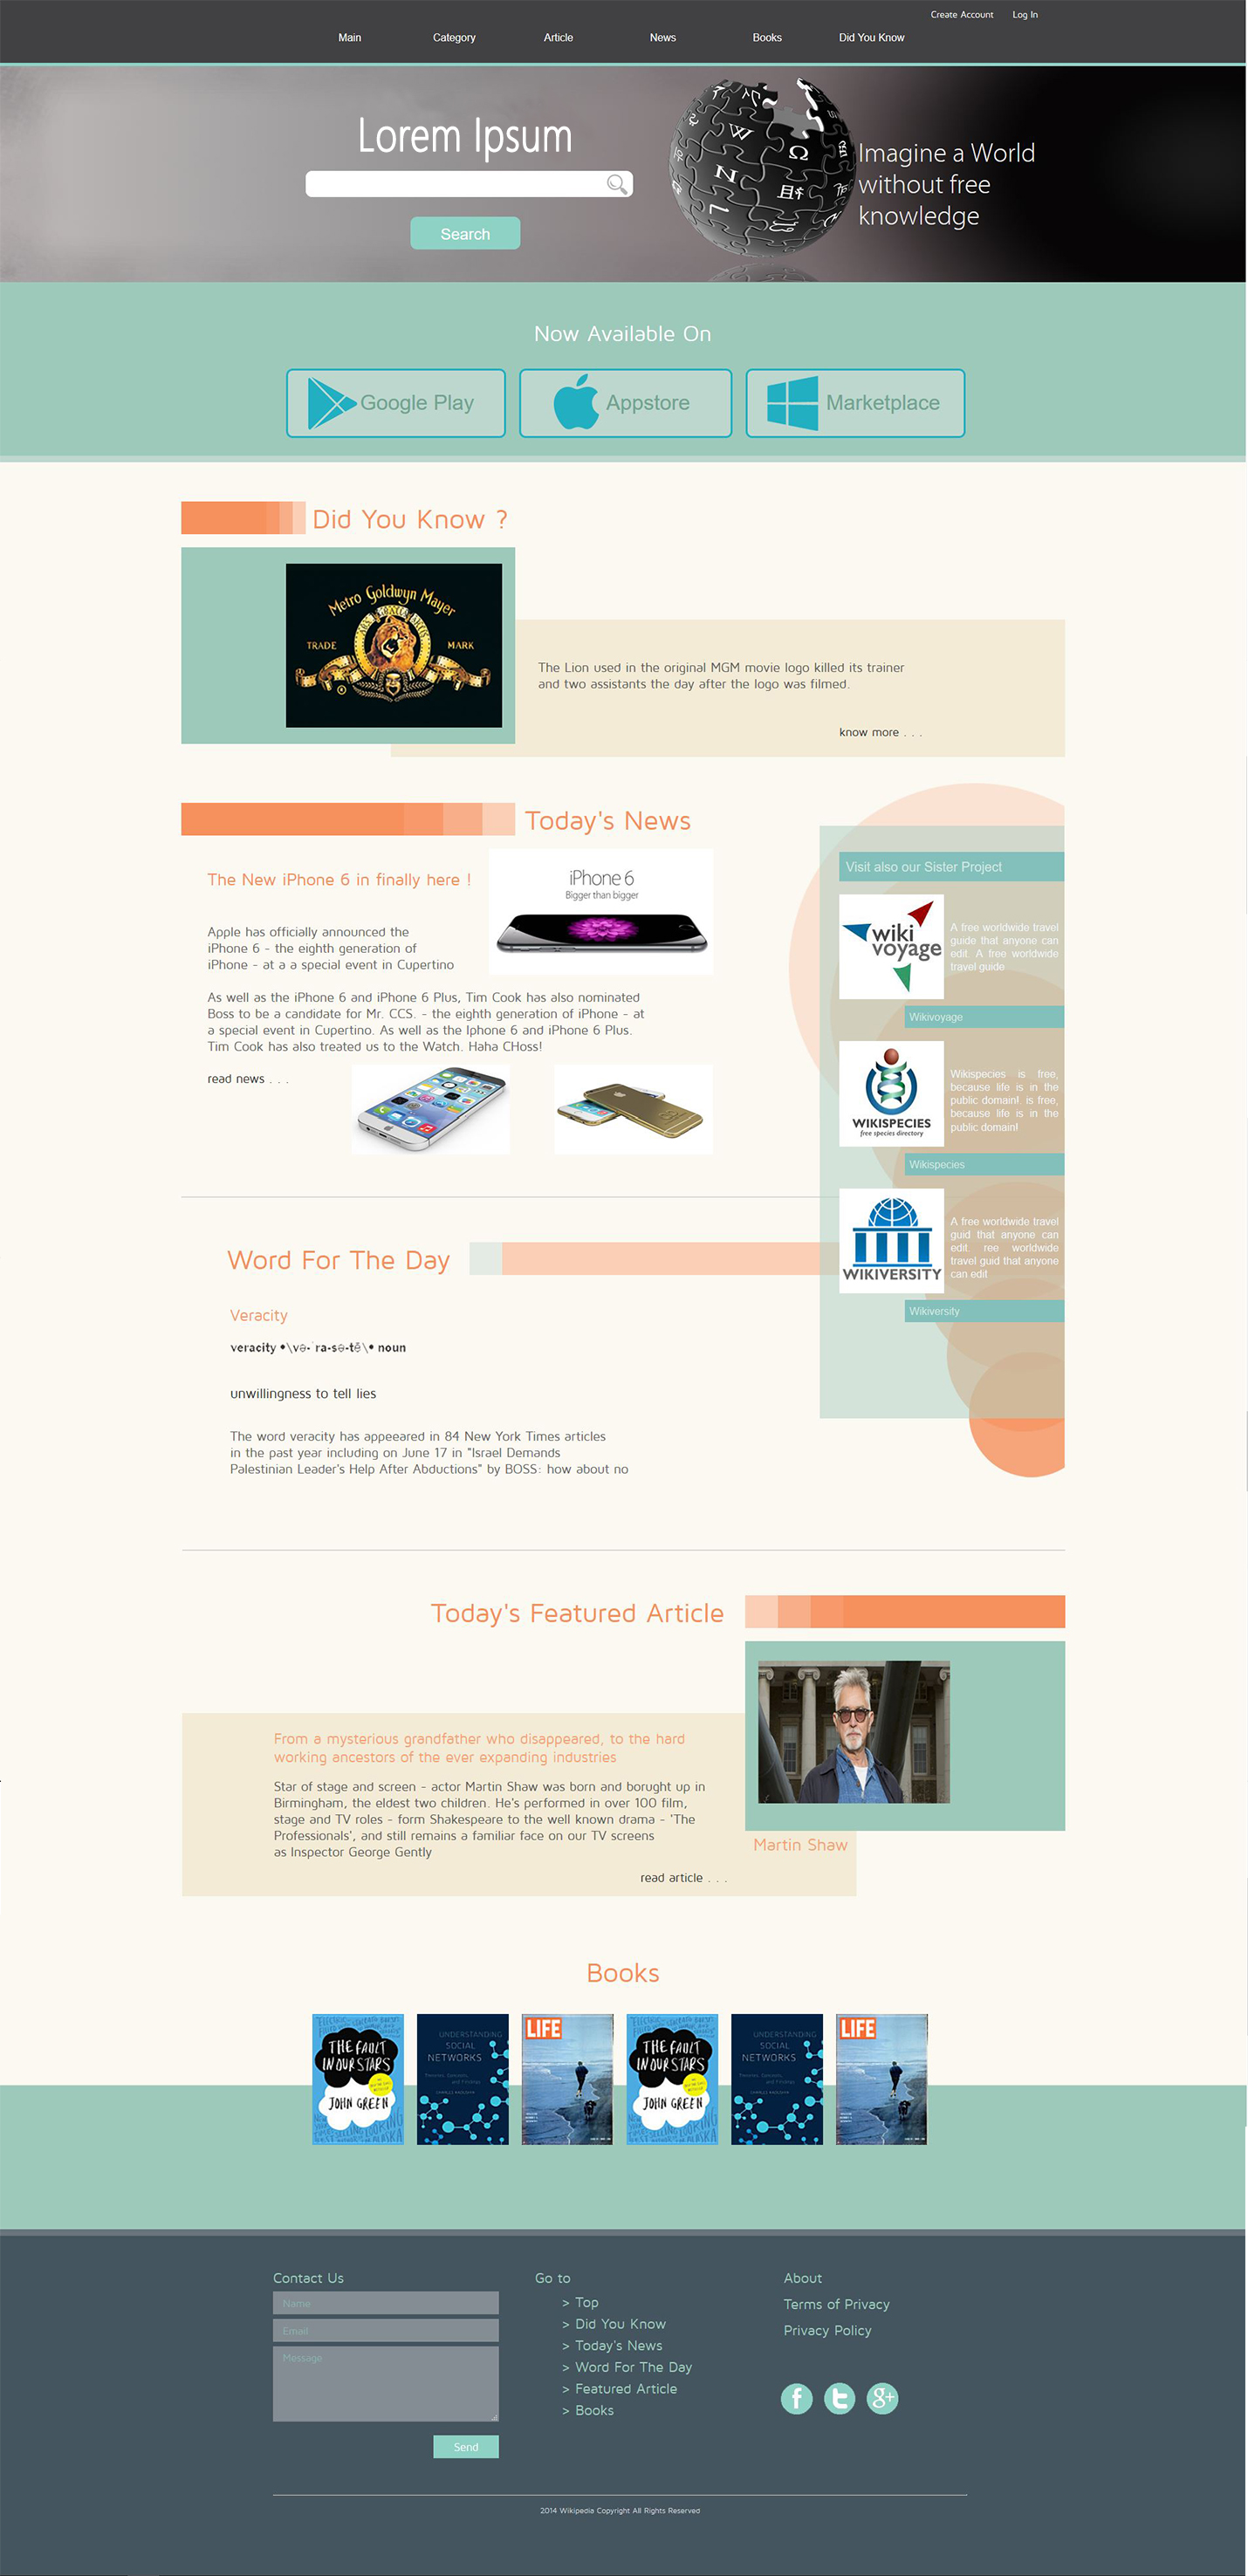 Create Account Log In
Main Category Article News Books Did You Know
Lorem Ipsum
Search
Imagine a World
without free
knowledge
Now Available On
Google Play
Appstore
Marketplace
Did You Know ?
Metro Goldwyn Mayer
TRADE MARK
The Lion used in the original MGM movie logo killed its trainer
and two assistants the day after the logo was filmed.
know more . . .
Today's News
The New iPhone 6 in finally here !
iPhone 6
Bigger than bigger
Apple has officially announced the
iPhone 6 - the eighth generation of
iPhone - at a a special event in Cupertino
As well as the iPhone 6 and iPhone 6 Plus, Tim Cook has also nominated
Boss to be a candidate for Mr. CCS. - the eighth generation of iPhone - at
a special event in Cupertino. As well as the Iphone 6 and iPhone 6 Plus.
Tim Cook has also treated us to the Watch. Haha CHoss!
read news . . .
Visit also our Sister Project
wiki
voyage
A free worldwide travel
guide that anyone can
edit. A free worldwide
travel guide
Wikivoyage
WIKISPECIES
free species directory
Wikispecies is free,
because life is in the
public domain!. is free,
because life is in the
public domain!
Wikispecies
WIKIVERSITY
A free worldwide travel
guid that anyone can
edit. ree worldwide
travel guid that anyone
can edit
Wikiversity
Word For The Day
Veracity
veracity •\və-ˈra-sə-tē\• noun
unwillingness to tell lies
The word veracity has appeeared in 84 New York Times articles
in the past year including on June 17 in "Israel Demands
Palestinian Leader's Help After Abductions" by BOSS: how about no
Today's Featured Article
From a mysterious grandfather who disappeared, to the hard
working ancestors of the ever expanding industries
Star of stage and screen - actor Martin Shaw was born and borught up in
Birmingham, the eldest two children. He's performed in over 100 film,
stage and TV roles - form Shakespeare to the well known drama - 'The
Professionals', and still remains a familiar face on our TV screens
as Inspector George Gently
read article . . .
Martin Shaw
Books
THE FAULT
IN OUR STARS
JOHN GREEN
UNDERSTANDING
SOCIAL
NETWORKS
LIFE
THE FAULT
IN OUR STARS
JOHN GREEN
UNDERSTANDING
SOCIAL
NETWORKS
LIFE
Contact Us
Name
Email
Message
Send
Go to
> Top
> Did You Know
> Today's News
> Word For The Day
> Featured Article
> Books
About
Terms of Privacy
Privacy Policy
2014 Wikipedia Copyright All Rights Reserved